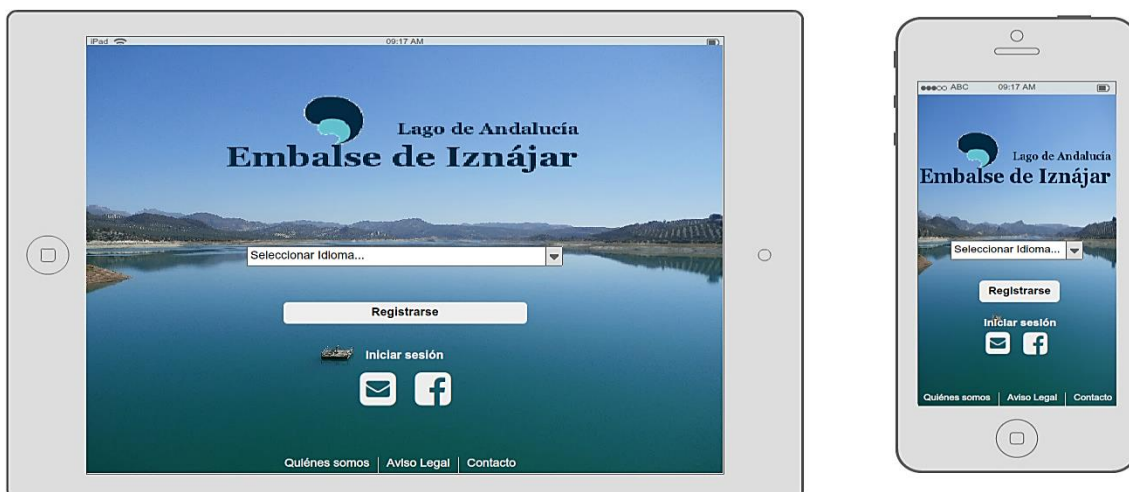 iPad 09:17 AM
Lago de Andalucía
Embalse de Iznájar
Seleccionar Idioma...
Registrarse
Iniciar sesión
Quiénes somos | Aviso Legal | Contacto
ABC 09:17 AM
Lago de Andalucía
Embalse de Iznájar
Seleccionar Idioma...
Registrarse
Iniciar sesión
Quiénes somos | Aviso Legal | Contacto